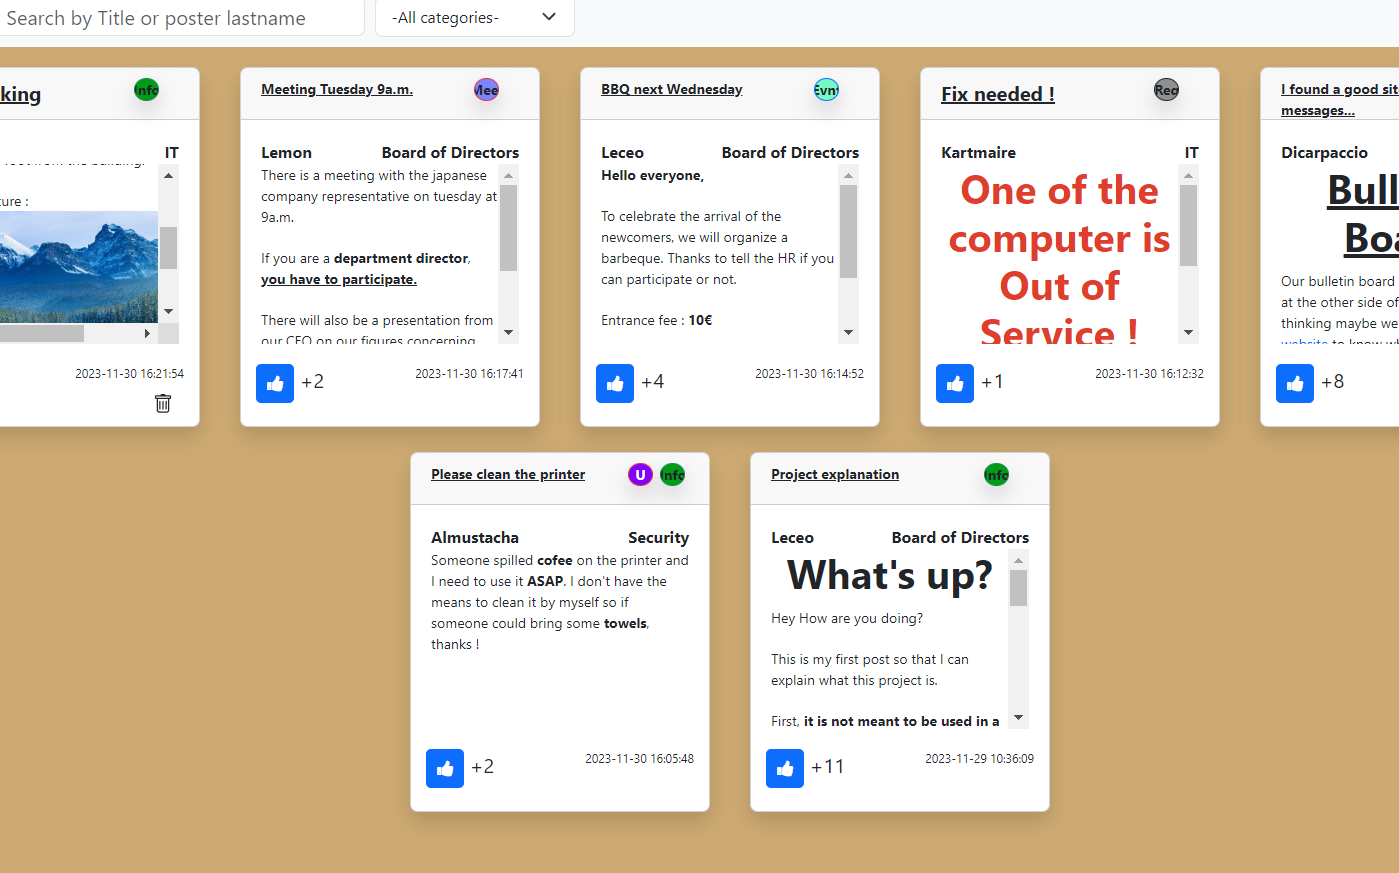 Search by Title or poster lastname
-All categories-
king
Info
IT
ture :
2023-11-30 16:21:54
Meeting Tuesday 9a.m.
Mee
Lemon
Board of Directors
There is a meeting with the japanese
company representative on tuesday at
9a.m.
If you are a department director,
you have to participate.
There will also be a presentation from
our CEO on our figures concerning
+2
2023-11-30 16:17:41
BBQ next Wednesday
Evnt
Leceo
Board of Directors
Hello everyone,
To celebrate the arrival of the
newcomers, we will organize a
barbeque. Thanks to tell the HR if you
can participate or not.
Entrance fee : 10€
+4
2023-11-30 16:14:52
Fix needed !
Req
Kartmaire
IT
One of the
computer is
Out of
Service !
+1
2023-11-30 16:12:32
I found a good sit
messages...
Dicarpaccio
Bull
Boa
Our bulletin board
at the other side of
thinking maybe we
website to know wh
+8
Please clean the printer
U
Info
Almustacha
Security
Someone spilled cofee on the printer and
I need to use it ASAP. I don't have the
means to clean it by myself so if
someone could bring some towels,
thanks !
+2
2023-11-30 16:05:48
Project explanation
Info
Leceo
Board of Directors
What's up?
Hey How are you doing?
This is my first post so that I can
explain what this project is.
First, it is not meant to be used in a
+11
2023-11-29 10:36:09